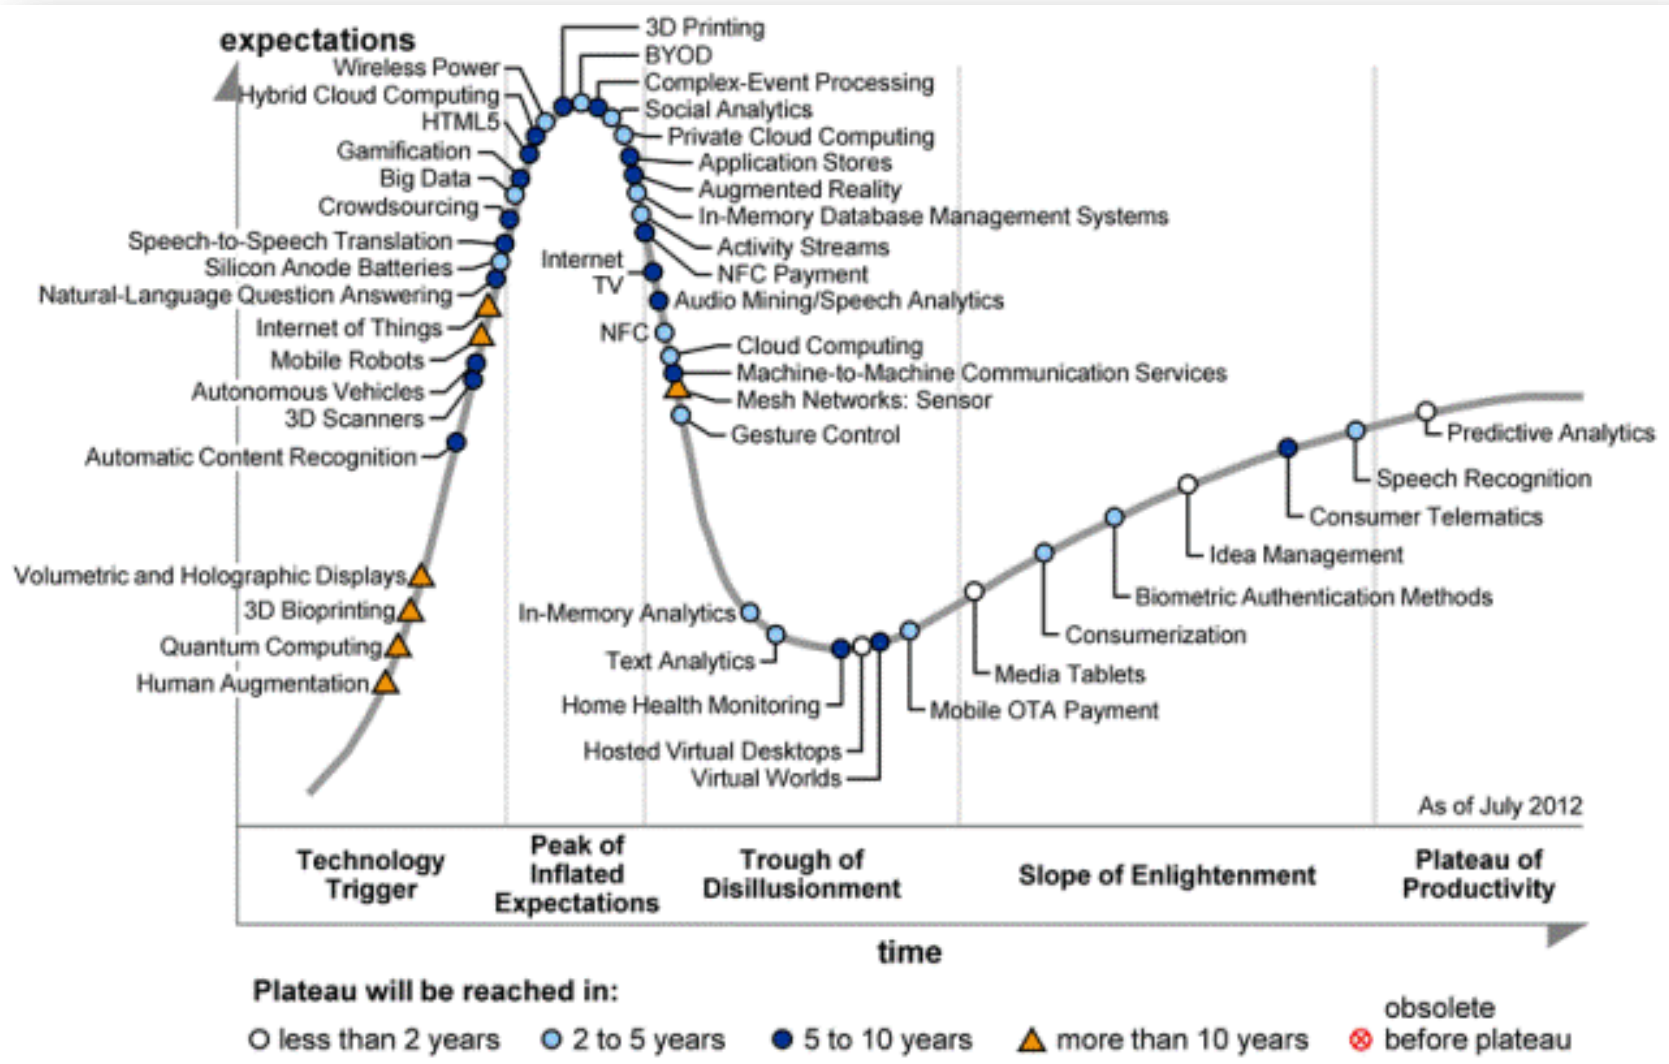 expectations
3D Printing
BYOD
Complex-Event Processing
Social Analytics
Private Cloud Computing
Application Stores
Augmented Reality
In-Memory Database Management Systems
Activity Streams
NFC Payment
Audio Mining/Speech Analytics
Cloud Computing
Machine-to-Machine Communication Services
Mesh Networks: Sensor
Gesture Control
Wireless Power
Hybrid Cloud Computing
HTML5
Gamification
Big Data
Crowdsourcing
Speech-to-Speech Translation
Silicon Anode Batteries
Natural-Language Question Answering
Internet of Things
Mobile Robots
Autonomous Vehicles
3D Scanners
Automatic Content Recognition
Volumetric and Holographic Displays
3D Bioprinting
Quantum Computing
Human Augmentation
Internet
TV
NFC
In-Memory Analytics
Text Analytics
Home Health Monitoring
Hosted Virtual Desktops
Virtual Worlds
Predictive Analytics
Speech Recognition
Consumer Telematics
Idea Management
Biometric Authentication Methods
Consumerization
Media Tablets
Mobile OTA Payment
As of July 2012
Technology
Trigger
Peak of
Inflated
Expectations
Trough of
Disillusionment
Slope of Enlightenment
Plateau of
Productivity
time
Plateau will be reached in:
less than 2 years
2 to 5 years
5 to 10 years
more than 10 years
obsolete
before plateau